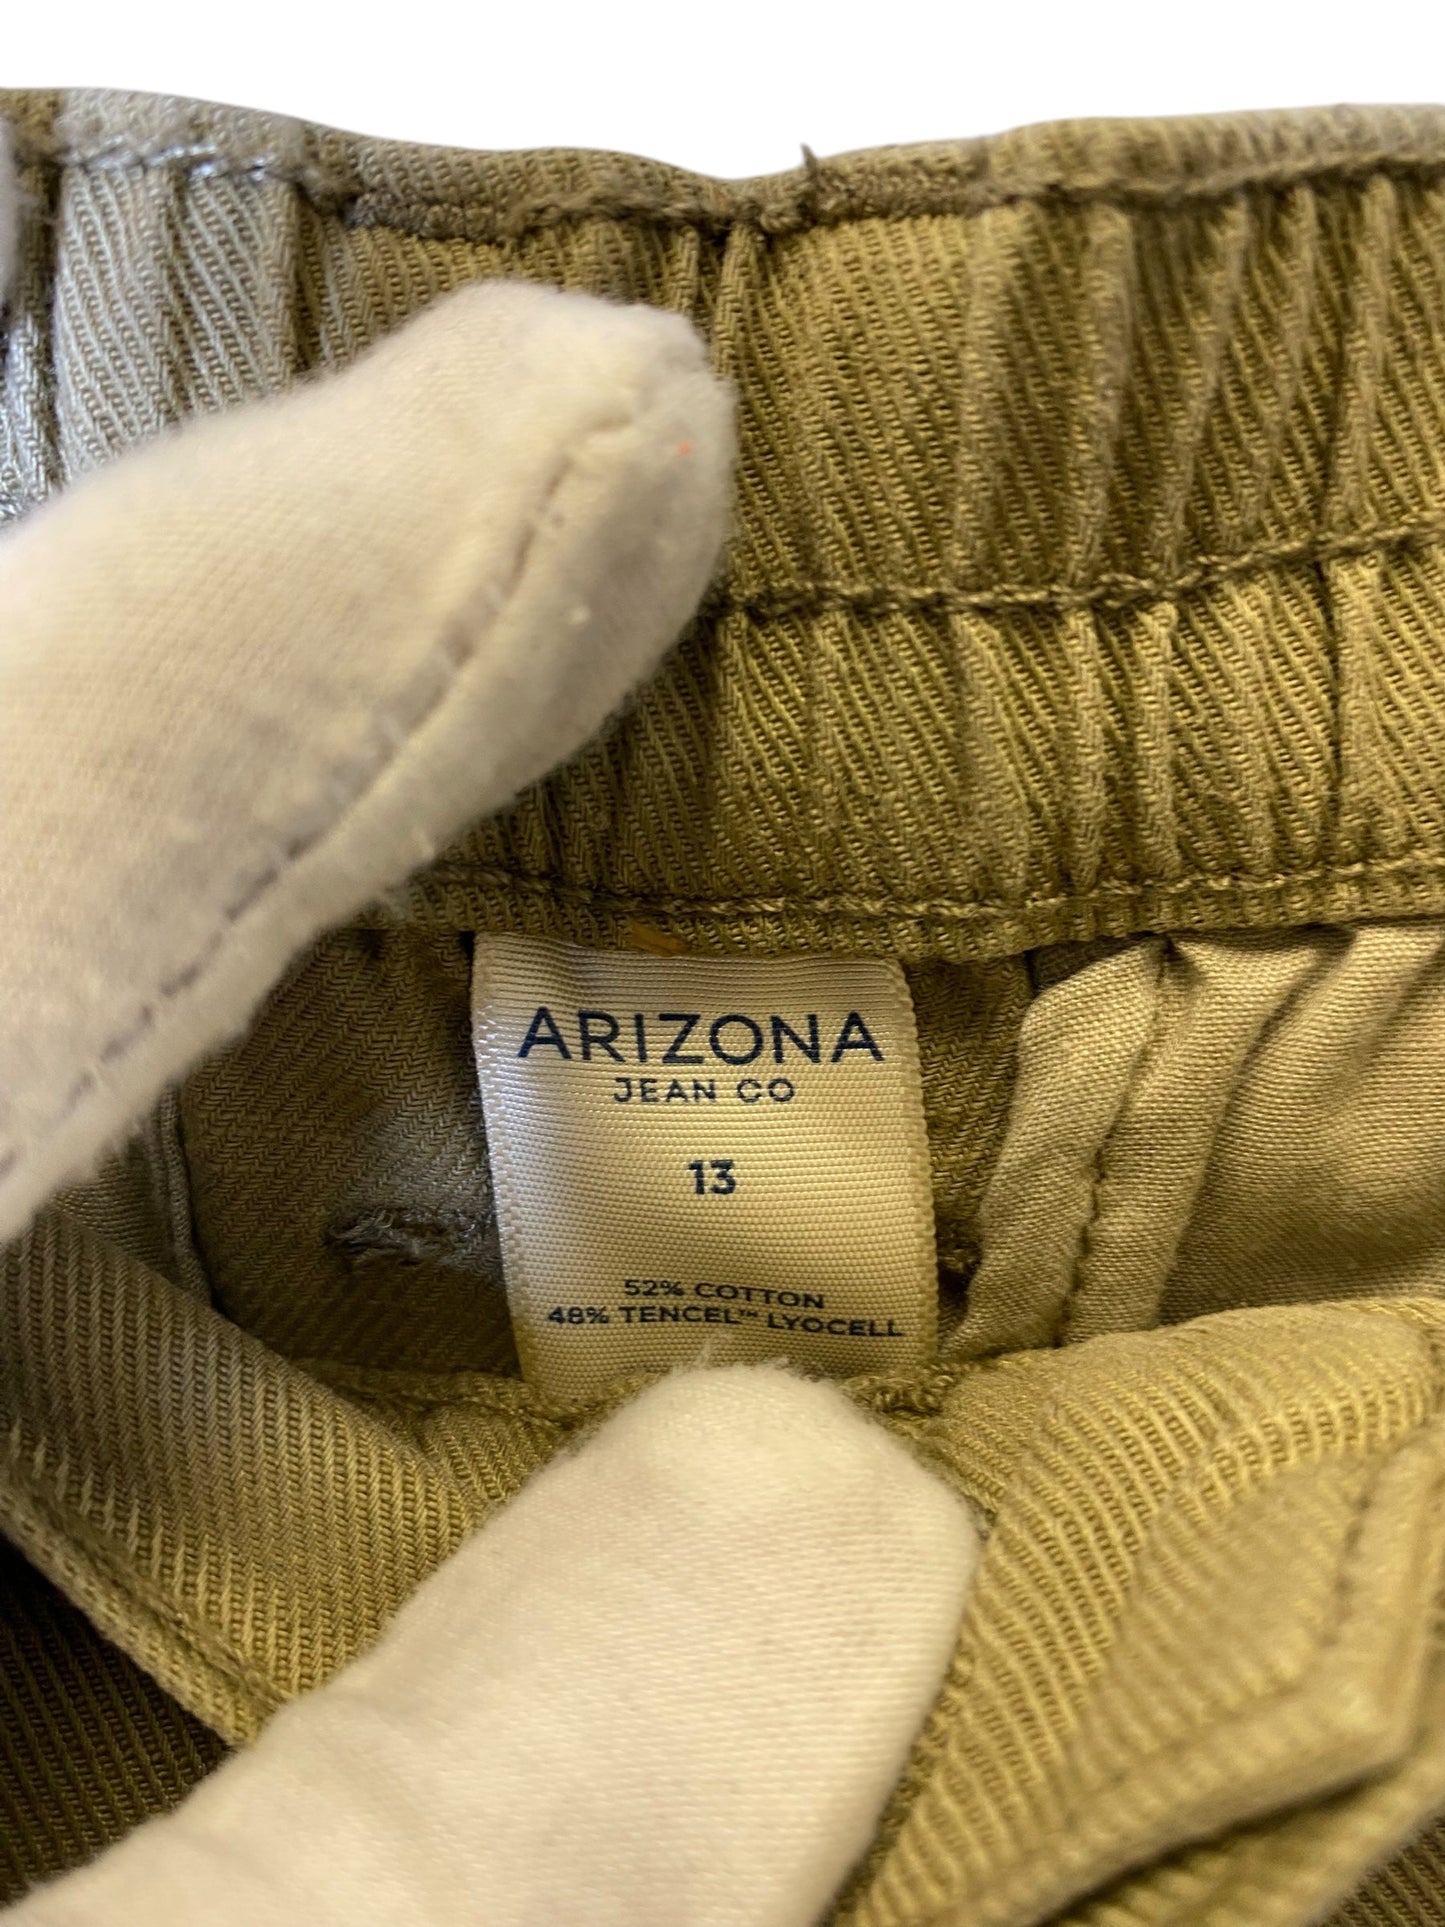 ARIZONA
JEAN CO
13
52% COTTON
48% TENCEL™ LYOCELL